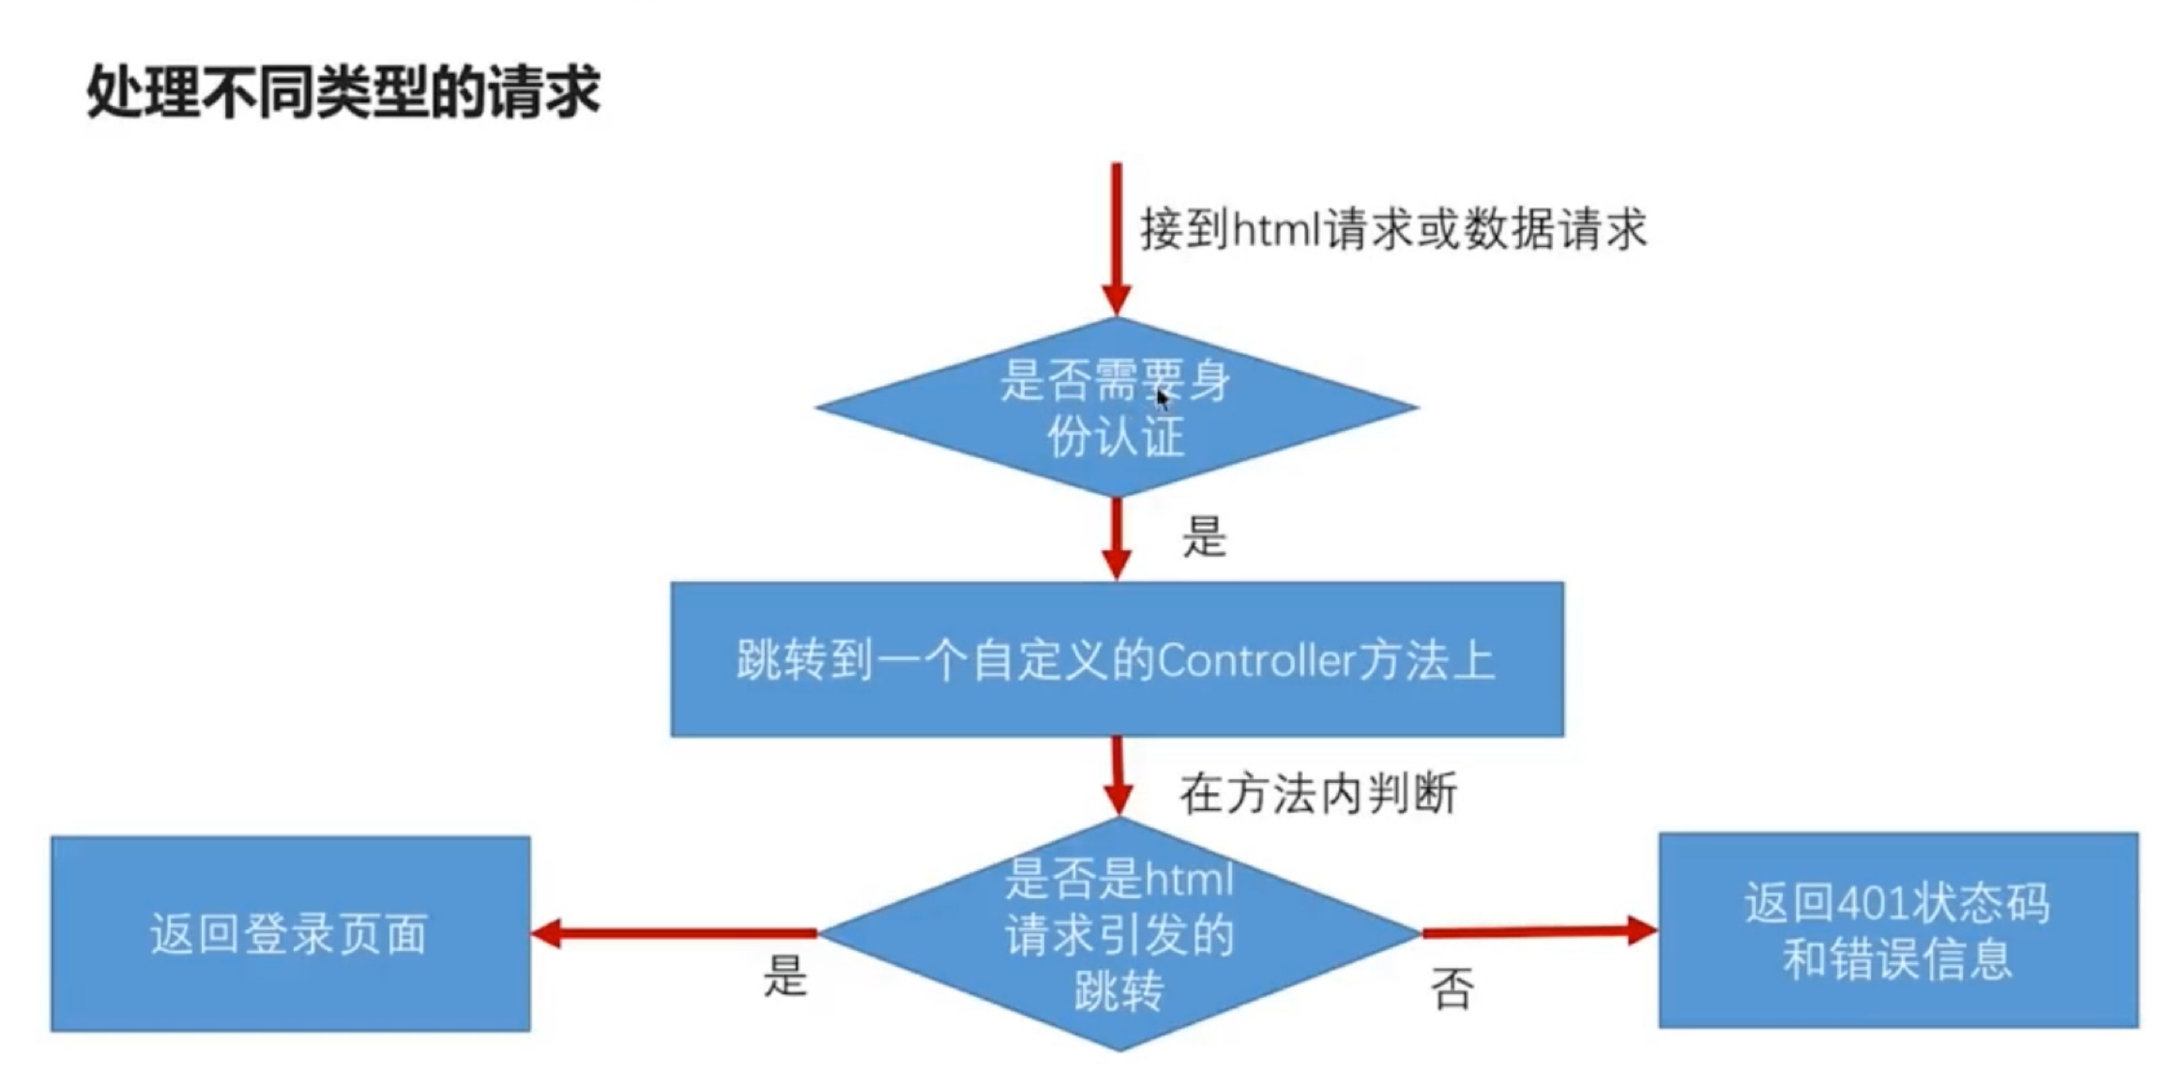 处理不同类型的请求
接到html请求或数据请求
是否需要身
份认证
是
跳转到一个自定义的Controller方法上
在方法内判断
是否是html
请求引发的
跳转
返回登录页面
是
否
返回401状态码
和错误信息